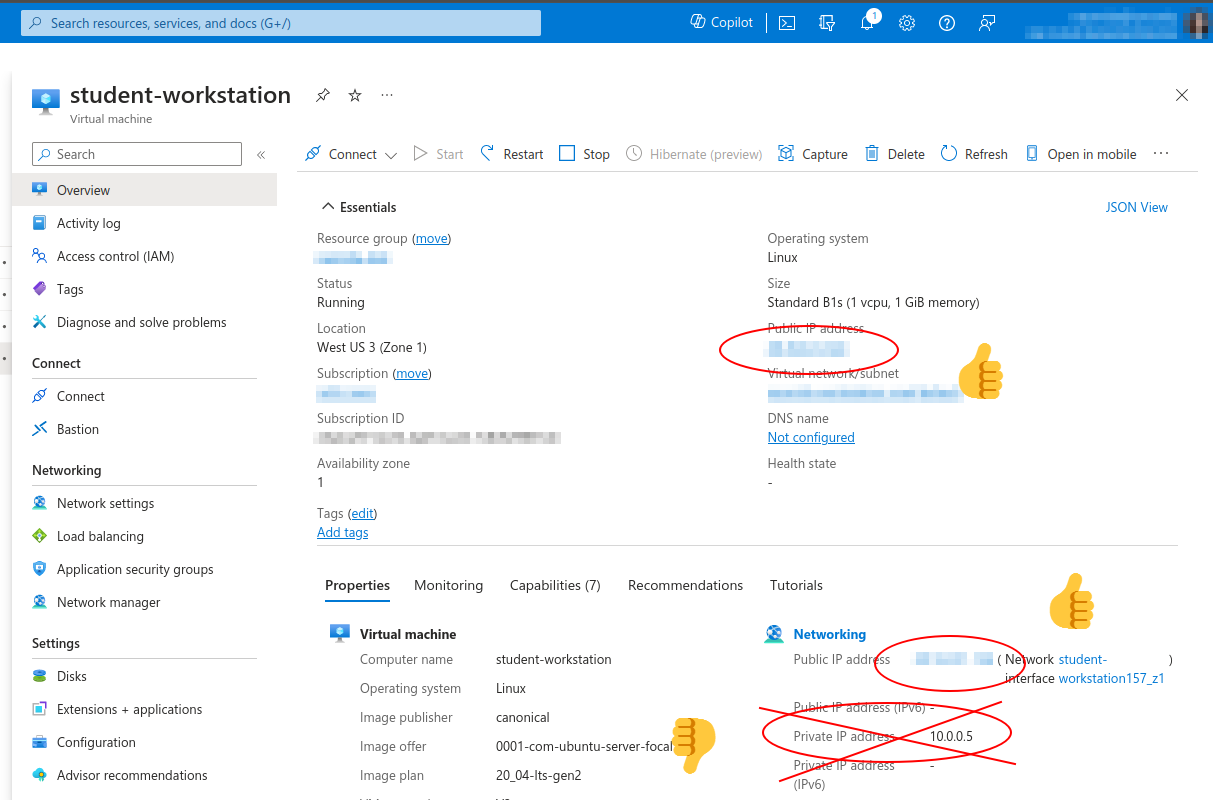 Search resources, services, and docs (G+/)
Copilot
1
student-workstation
Virtual machine
Search
Overview
Activity log
Access control (IAM)
Tags
Diagnose and solve problems
Connect
Connect
Bastion
Networking
Network settings
Load balancing
Application security groups
Network manager
Settings
Disks
Extensions + applications
Configuration
Advisor recommendations
Connect Start Restart Stop Hibernate (preview) Capture Delete Refresh Open in mobile
Essentials
JSON View
Resource group (move)
Status
Running
Location
West US 3 (Zone 1)
Subscription (move)
Subscription ID
Availability zone
1
Operating system
Linux
Size
Standard B1s (1 vcpu, 1 GiB memory)
Public IP address
Virtual network/subnet
DNS name
Not configured
Health state
-
Tags (edit)
Add tags
Properties Monitoring Capabilities (7) Recommendations Tutorials
Virtual machine
Computer name student-workstation
Operating system Linux
Image publisher canonical
Image offer 0001-com-ubuntu-server-focal
Image plan 20_04-lts-gen2
Networking
Public IP address ( Network student- )
interface workstation157_z1
Public IP address (IPv6) -
Private IP address 10.0.0.5
Private IP address -
(IPv6)